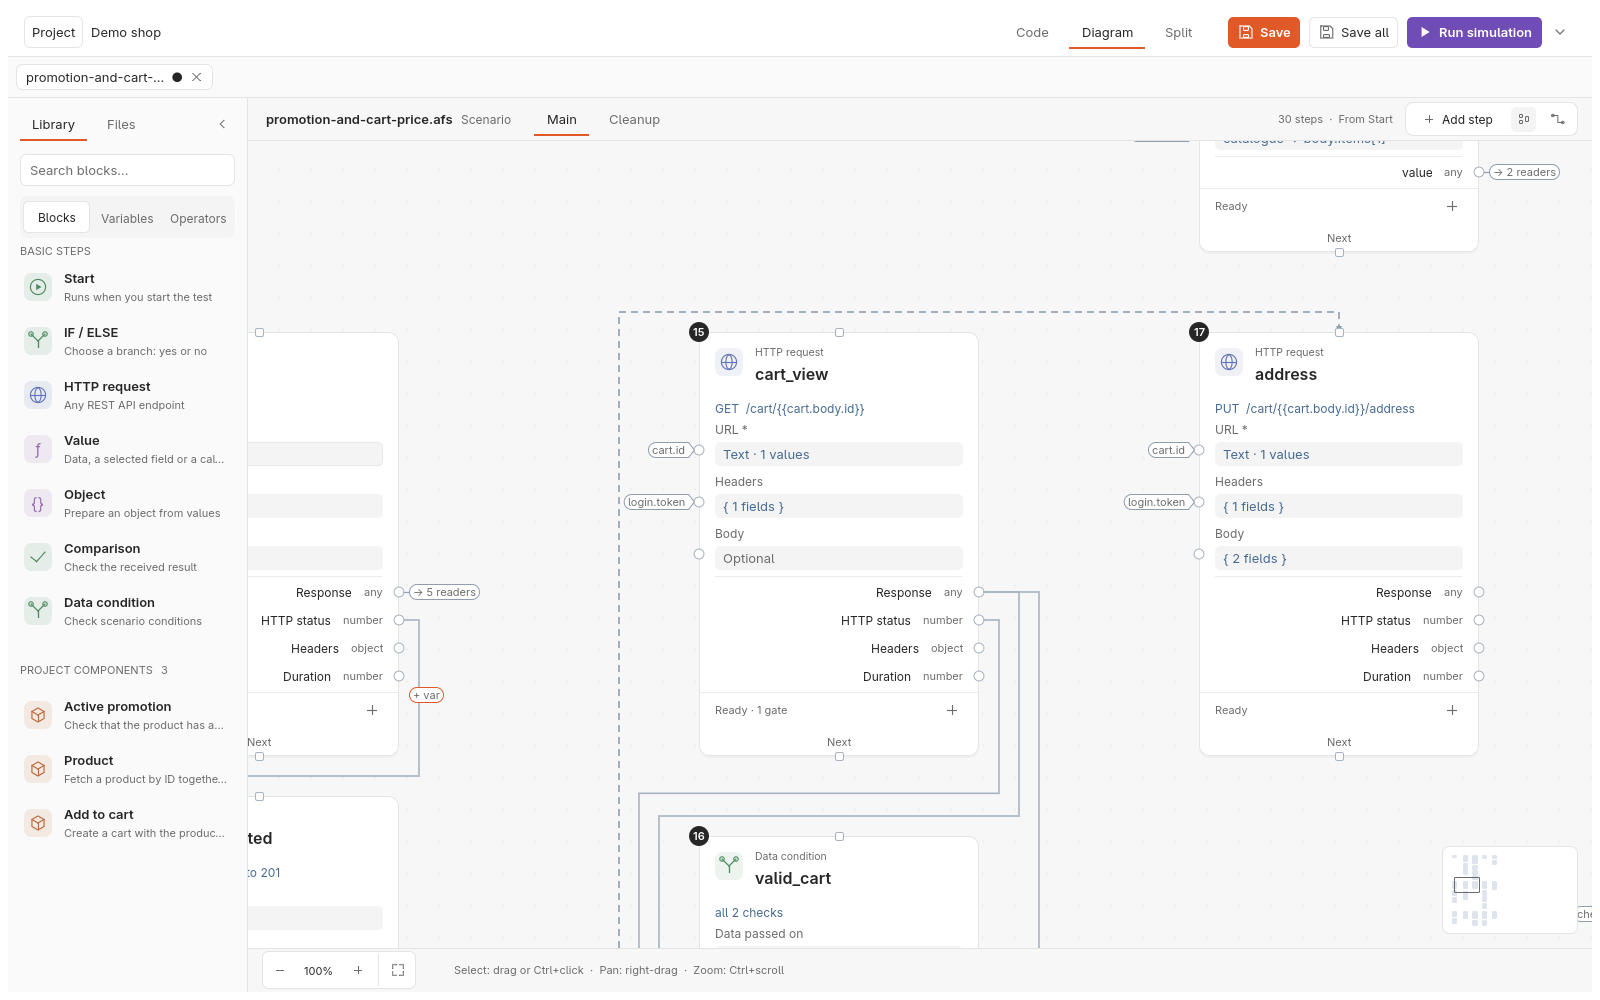 Project Demo shop
Code Diagram Split Save Save all Run simulation
promotion-and-cart-...
Library Files
promotion-and-cart-price.afs Scenario Main Cleanup
30 steps · From Start Add step
Search blocks...
Blocks Variables Operators
BASIC STEPS
Start
Runs when you start the test
IF / ELSE
Choose a branch: yes or no
HTTP request
Any REST API endpoint
Value
Data, a selected field or a cal...
Object
Prepare an object from values
Comparison
Check the received result
Data condition
Check scenario conditions
PROJECT COMPONENTS 3
Active promotion
Check that the product has a...
Product
Fetch a product by ID togethe...
Add to cart
Create a cart with the produc...
value any
→ 2 readers
Ready
Next
Response any
→ 5 readers
HTTP status number
Headers object
Duration number
+ var
Next
ted
to 201
15
HTTP request
cart_view
GET /cart/{{cart.body.id}}
URL *
cart.id
Text · 1 values
Headers
login.token
{ 1 fields }
Body
Optional
Response any
HTTP status number
Headers object
Duration number
Ready · 1 gate
Next
16
Data condition
valid_cart
all 2 checks
Data passed on
17
HTTP request
address
PUT /cart/{{cart.body.id}}/address
URL *
cart.id
Text · 1 values
Headers
login.token
{ 1 fields }
Body
{ 2 fields }
Response any
HTTP status number
Headers object
Duration number
Ready
Next
che
100%
Select: drag or Ctrl+click · Pan: right-drag · Zoom: Ctrl+scroll